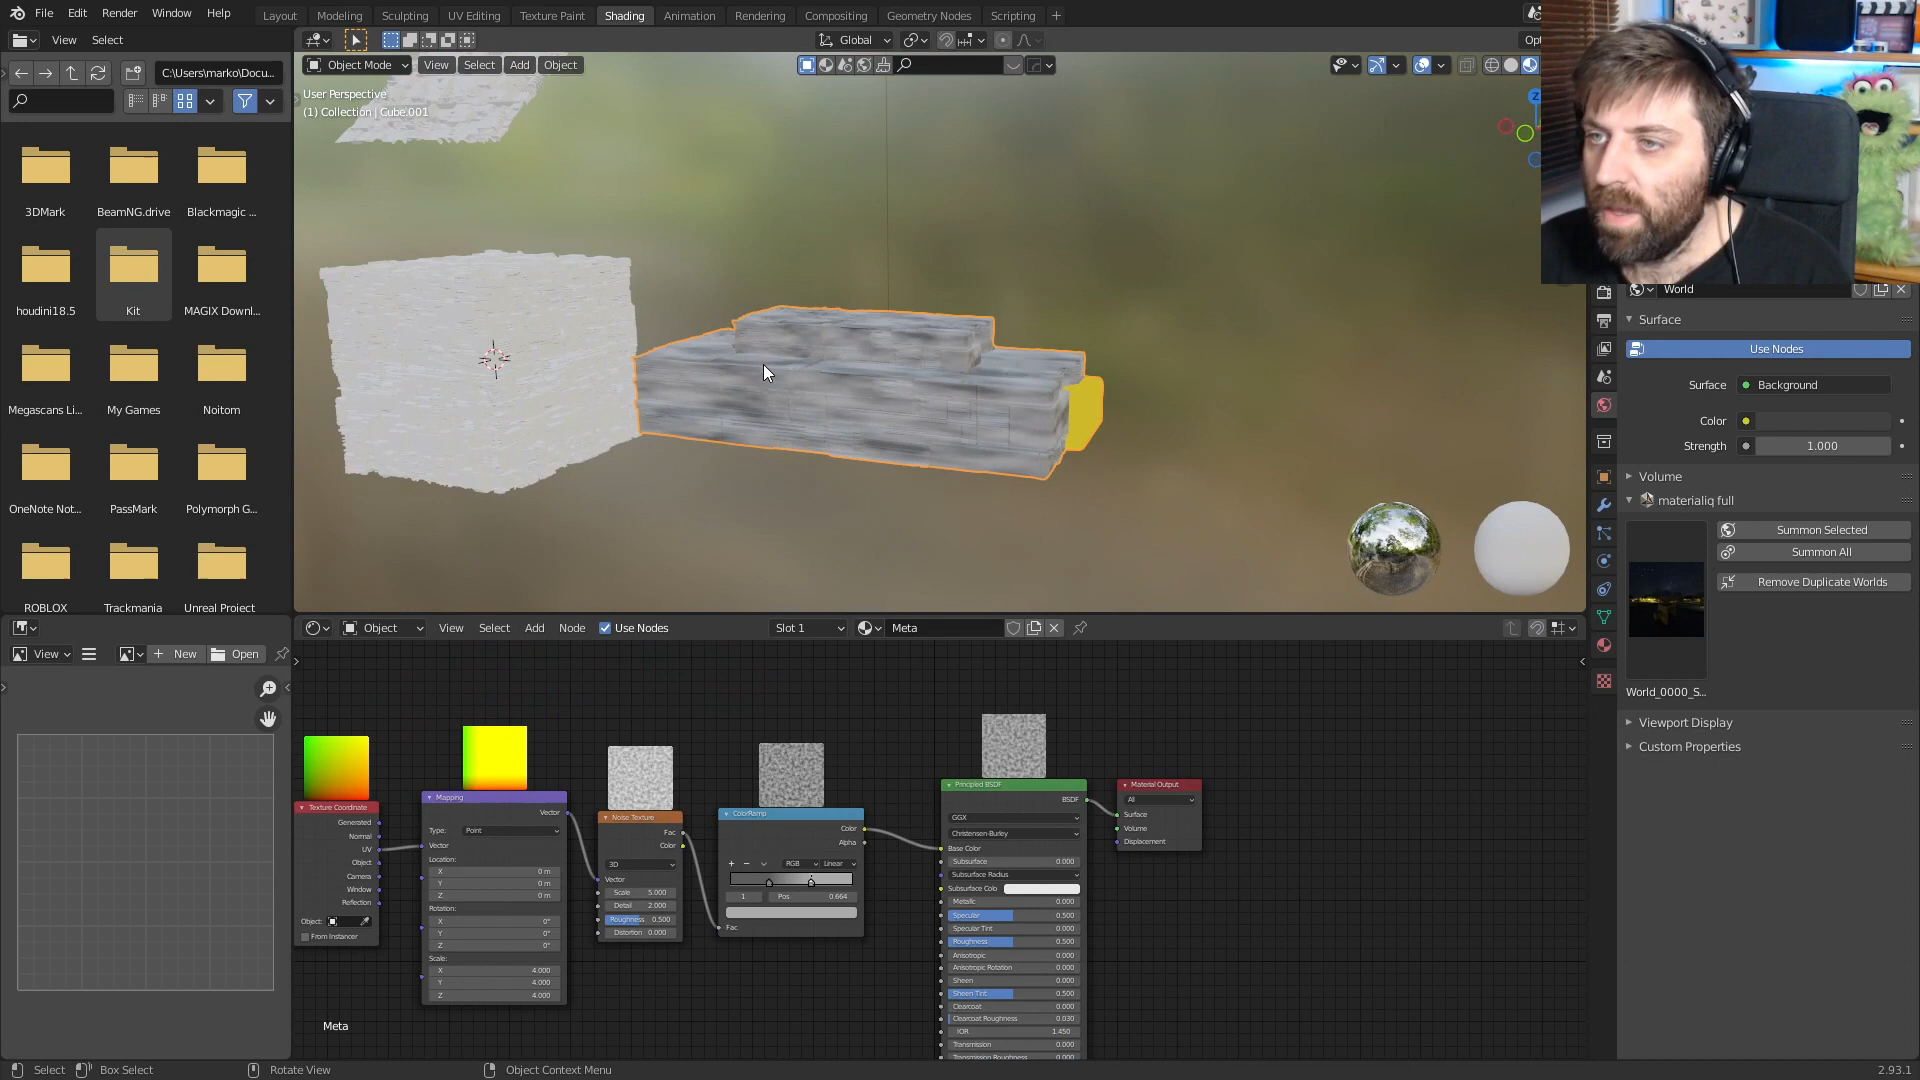 File Edit Render Window Help
Layout Modeling Sculpting UV Editing Texture Paint Shading Animation Rendering Compositing Geometry Nodes Scripting +
View Select
Global
Opt
C:\Users\marko\Docu...
Object Mode View Select Add Object
User Perspective
(1) Collection | Cube.001
Z
3DMark BeamNG.drive Blackmagic ...
houdini18.5 Kit MAGIX Downl...
Megascans Li... My Games Noitom
OneNote Not... PassMark Polymorph G...
ROBLOX Trackmania Unreal Project
World
Surface
Use Nodes
Surface Background
Color
Strength 1.000
Volume
materialiq full
Summon Selected
Summon All
Remove Duplicate Worlds
World_0000_S...
Viewport Display
Custom Properties
View New Open
Object View Select Add Node Use Nodes Slot 1 Meta
Texture Coordinate
Generated
Normal
UV
Object
Camera
Window
Reflection
Object:
From Instancer
Mapping
Vector
Type: Point
Vector
Location:
X 0 m
Y 0 m
Z 0 m
Rotation:
X 0°
Y 0°
Z 0°
Scale:
X 4.000
Y 4.000
Z 4.000
Noise Texture
Fac
Color
3D
Vector
Scale 5.000
Detail 2.000
Roughness 0.500
Distortion 0.000
ColorRamp
Color
Alpha
+ − RGB Linear
1 Pos 0.664
Fac
Principled BSDF
BSDF
GGX
Christensen-Burley
Base Color
Subsurface 0.000
Subsurface Radius
Subsurface Colo
Metallic 0.000
Specular 0.500
Specular Tint 0.000
Roughness 0.500
Anisotropic 0.000
Anisotropic Rotation 0.000
Sheen 0.000
Sheen Tint 0.500
Clearcoat 0.000
Clearcoat Roughness 0.030
IOR 1.450
Transmission 0.000
Transmission Roughness 0.000
Material Output
All
Surface
Volume
Displacement
Meta
Select Box Select Rotate View Object Context Menu 2.93.1